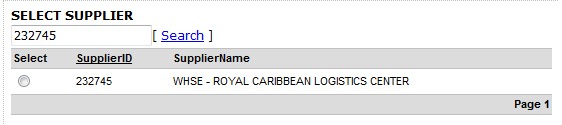 SELECT SUPPLIER
232745 [ Search ]
Select SupplierID SupplierName
232745 WHSE - ROYAL CARIBBEAN LOGISTICS CENTER
Page 1